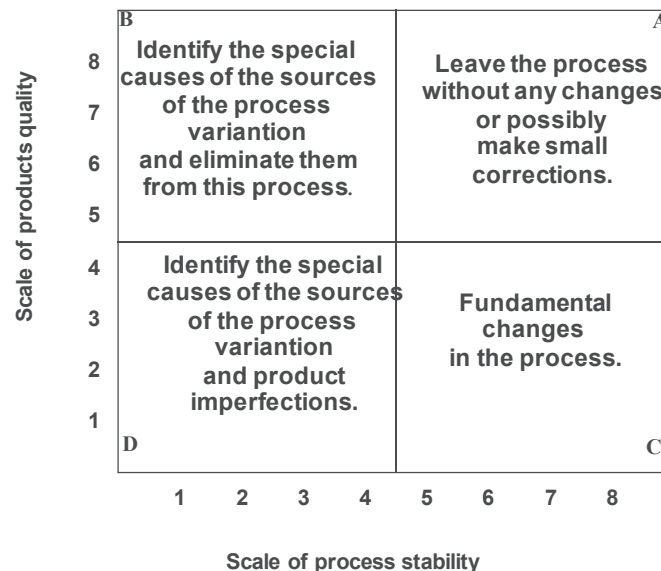 B
Identify the special
causes of the sources
of the process
variantion
and eliminate them
from this process.
A
Leave the process
without any changes
or possibly
make small
corrections.
Scale of products quality
8
7
6
5
4
3
2
1
Identify the special
causes of the sources
of the process
variantion
and product
imperfections.
D
Fundamental
changes
in the process.
C
1 2 3 4 5 6 7 8
Scale of process stability